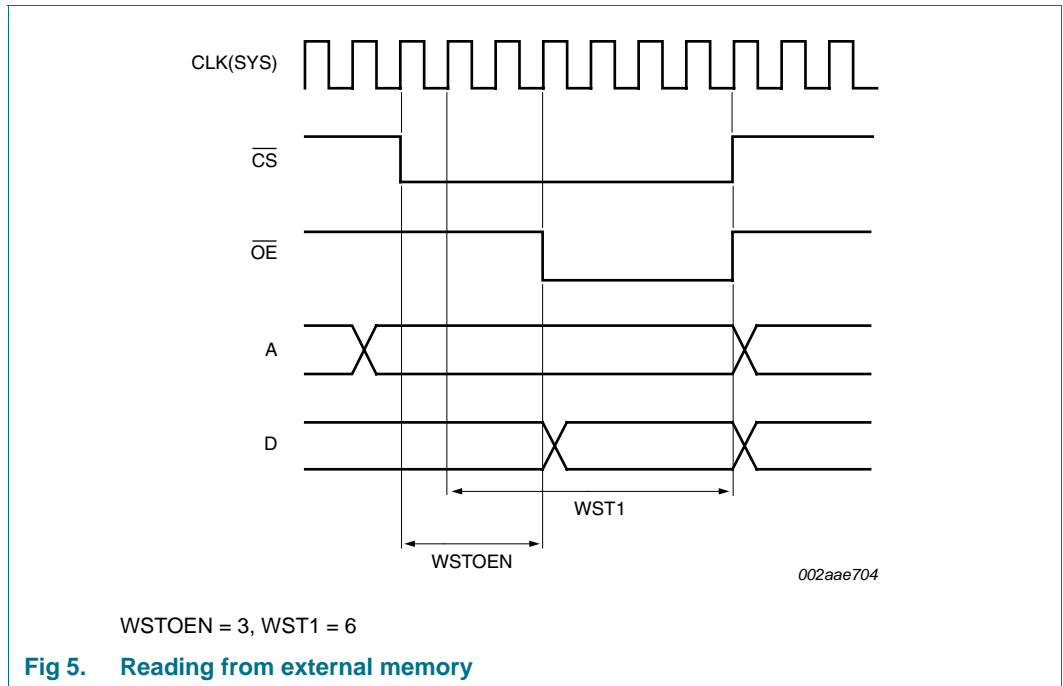 CLK(SYS)
CS
OE
A
D
WST1
WSTOEN
002aae704
WSTOEN = 3, WST1 = 6
Fig 5. Reading from external memory